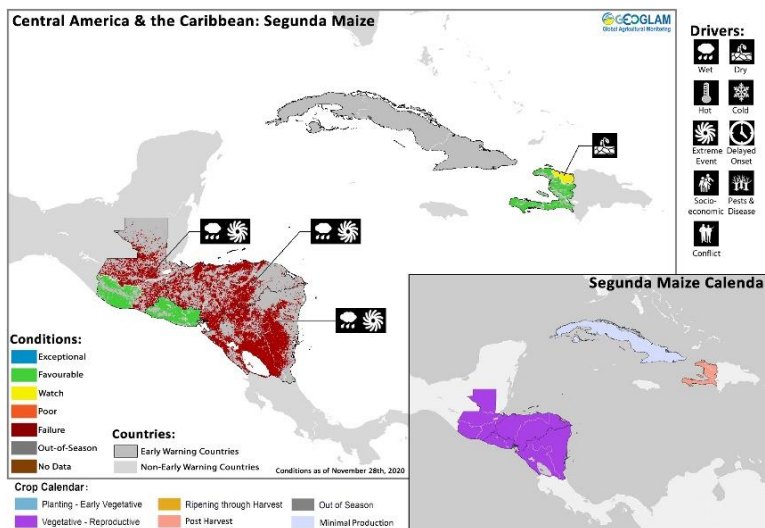 Central America & the Caribbean: Segunda Maize
GEOGLAM
Global Agricultural Monitoring
Drivers:
Wet
Dry
Hot
Cold
Extreme Event
Delayed Onset
Socio-economic
Pests & Disease
Conflict
Conditions:
Exceptional
Favourable
Watch
Poor
Failure
Out-of-Season
No Data
Countries:
Early Warning Countries
Non-Early Warning Countries
Conditions as of November 28th, 2020
Segunda Maize Calenda
Crop Calendar:
Planting - Early Vegetative
Ripening through Harvest
Out of Season
Vegetative - Reproductive
Post Harvest
Minimal Production